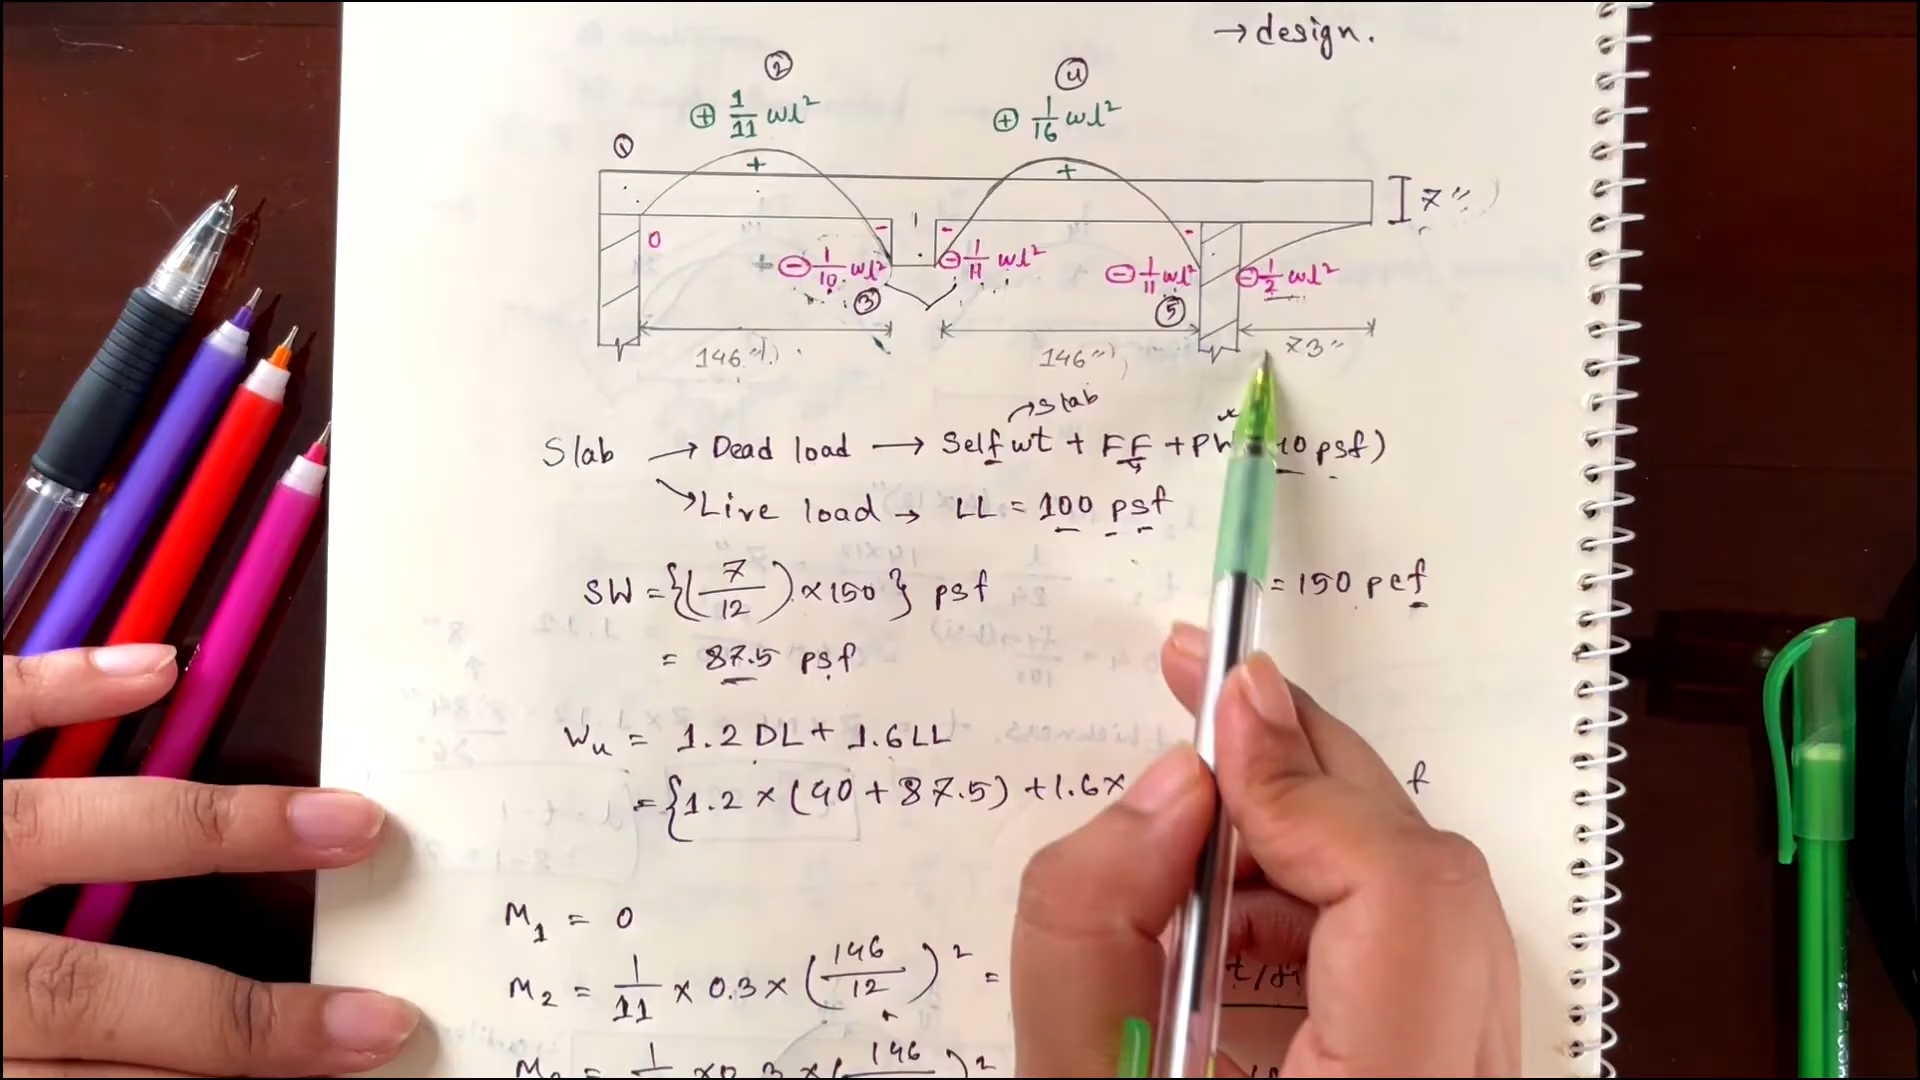 → design.
② ④
⊕ 1/11 wl² ⊕ 1/16 wl²
① + + 7"
0 - - -
⊖ 1/10 wl² ⊖ 1/11 wl² ⊖ 1/11 wl² ⊖ 1/2 wl²
③ ⑤
146" 146" 73"
→ slab
Slab → Dead load → Self wt + FF + PW 40 psf)
→ Live load → LL = 100 psf
SW = {(7/12) × 150} psf = 150 pcf
= 87.5 psf
Wu = 1.2 DL + 1.6 LL
= {1.2 × (40 + 87.5) + 1.6 × f
M1 = 0
M2 = 1/11 × 0.3 × (146/12)² =
146